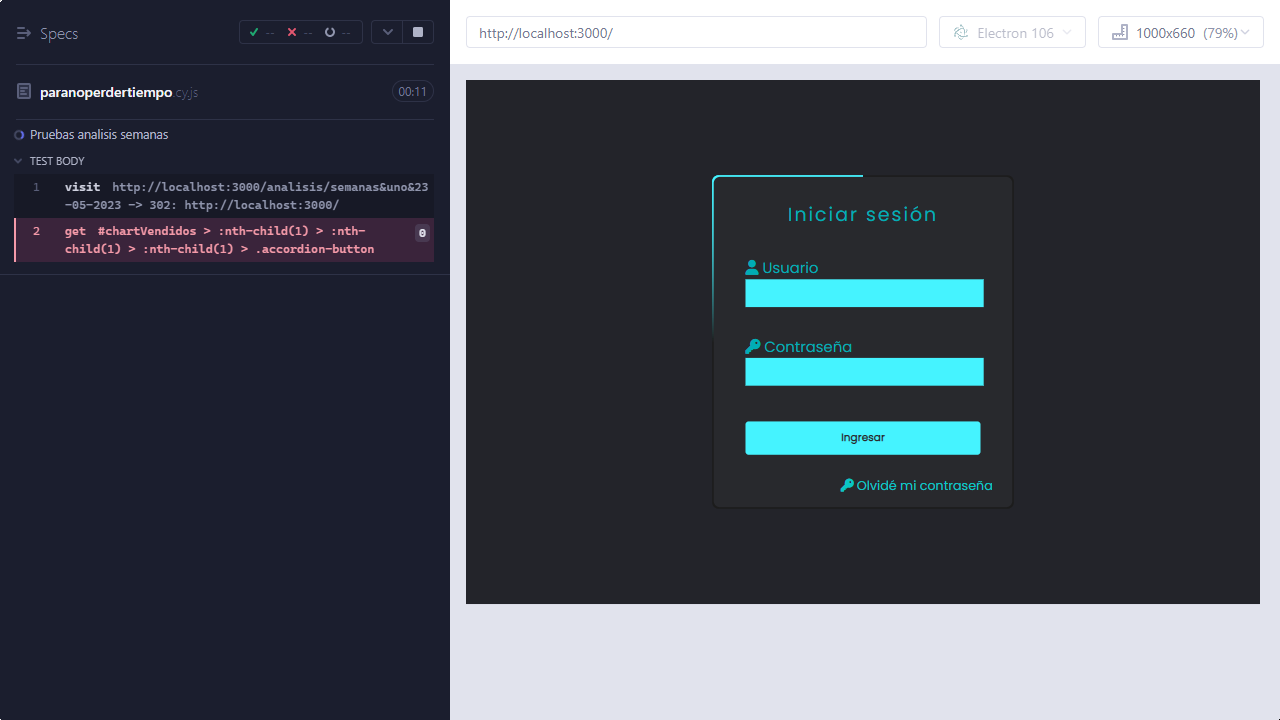 Specs
-- -- --
paranoperdertiempo.cy.js
00:11
Pruebas analisis semanas
TEST BODY
1 visit http://localhost:3000/analisis/semanas&uno&23
-05-2023 -> 302: http://localhost:3000/
2 get #chartVendidos > :nth-child(1) > :nth-
child(1) > :nth-child(1) > .accordion-button
0
http://localhost:3000/
Electron 106
1000x660 (79%)
Iniciar sesión
Usuario
Contraseña
Ingresar
Olvidé mi contraseña